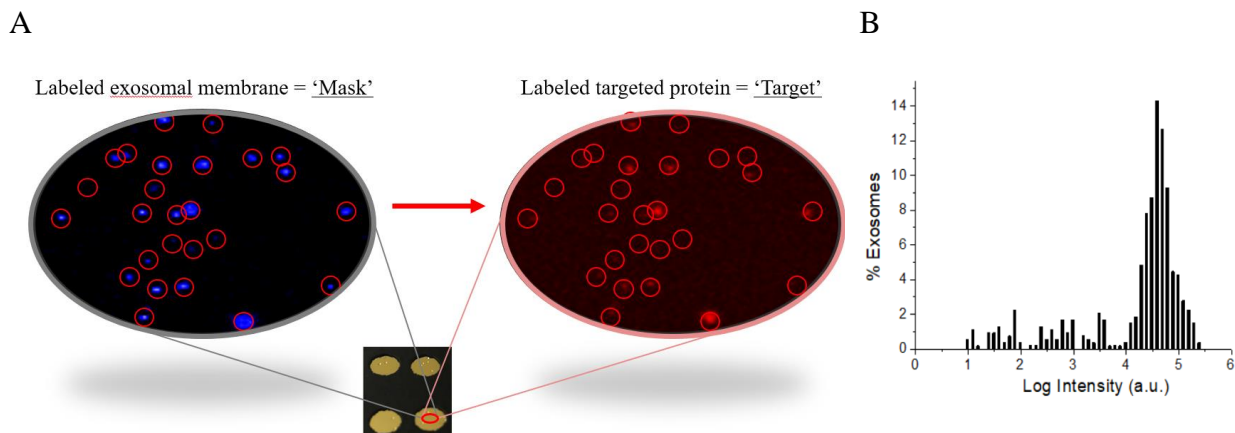 A
B
Labeled exosomal membrane = ‘Mask’
Labeled targeted protein = ‘Target’
% Exosomes
14
12
10
8
6
4
2
0
0 1 2 3 4 5 6
Log Intensity (a.u.)